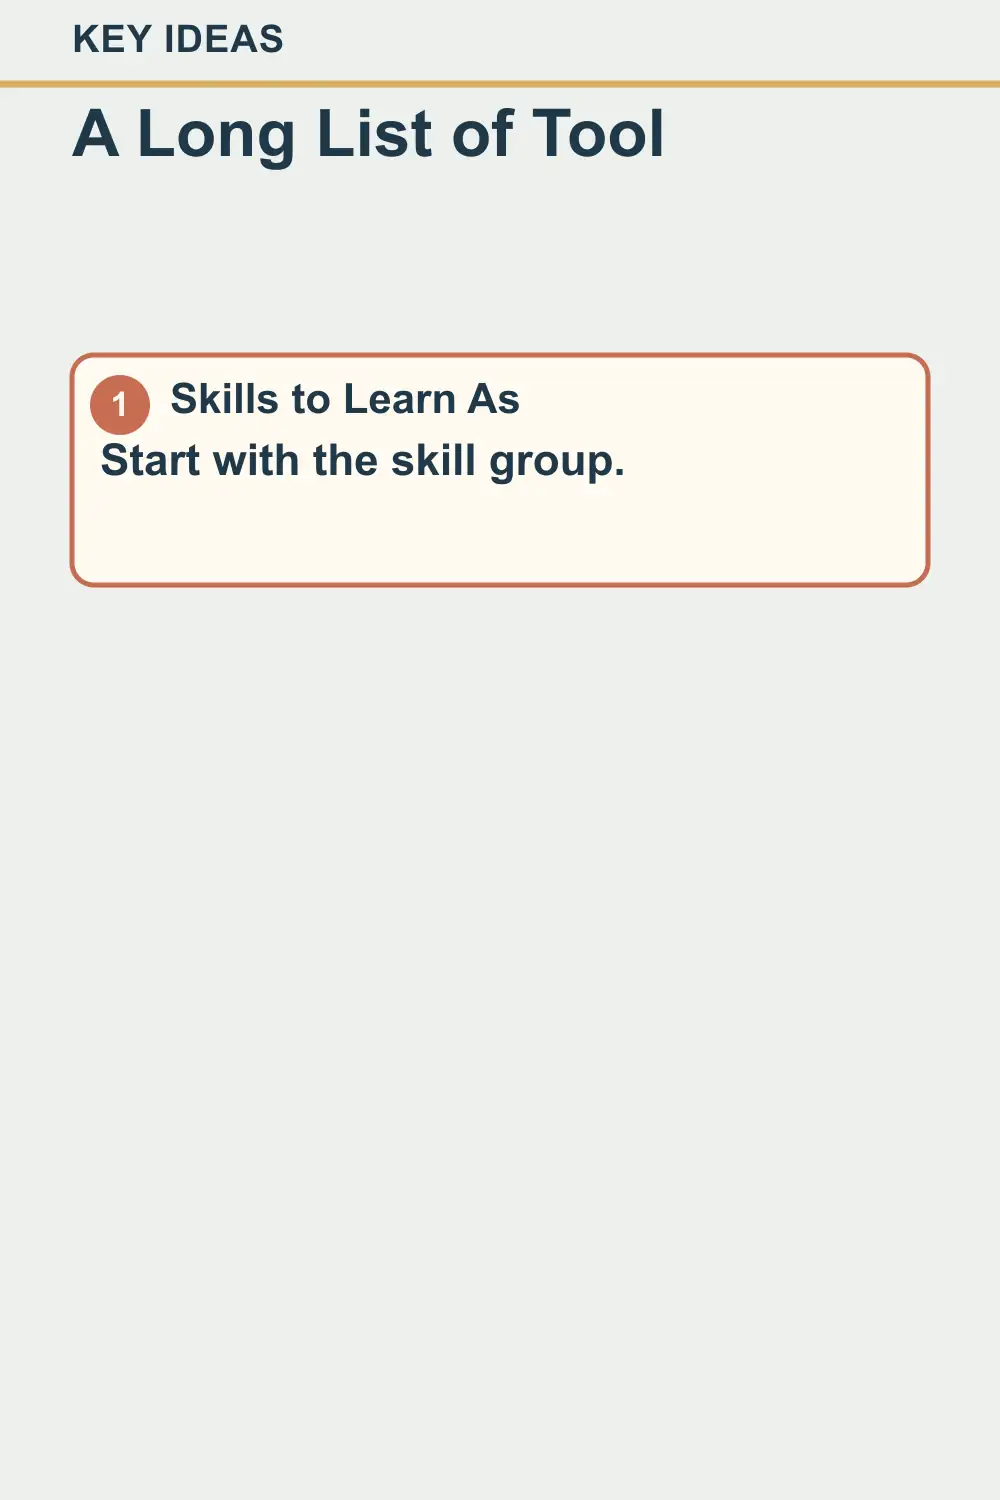 KEY IDEAS
A Long List of Tool
1 Skills to Learn As
Start with the skill group.